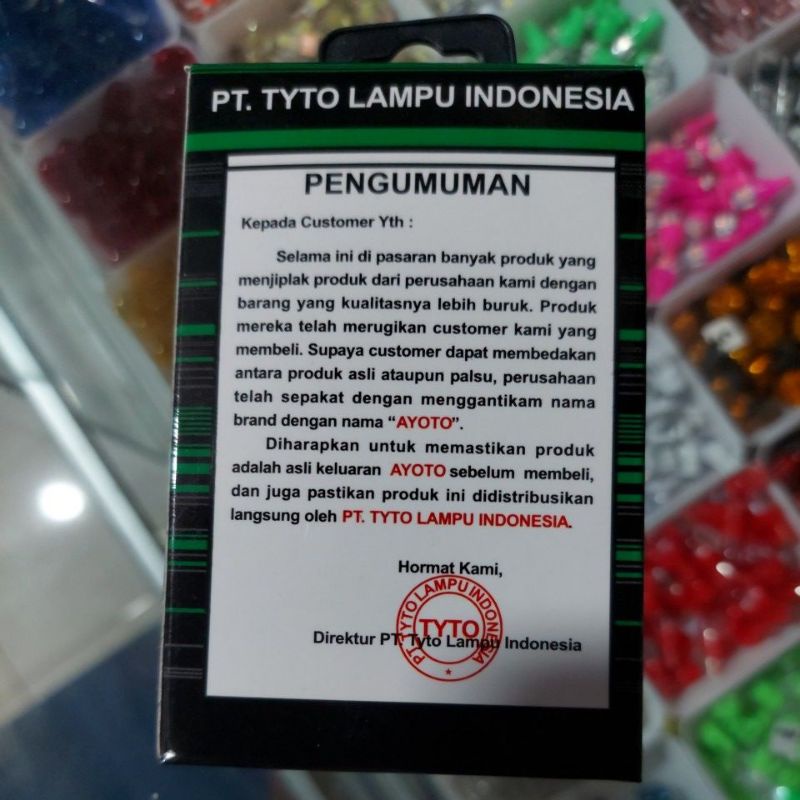 PT. TYTO LAMPU INDONESIA
PENGUMUMAN
Kepada Customer Yth :
Selama ini di pasaran banyak produk yang
menjiplak produk dari perusahaan kami dengan
barang yang kualitasnya lebih buruk. Produk
mereka telah merugikan customer kami yang
membeli. Supaya customer dapat membedakan
antara produk asli ataupun palsu, perusahaan
telah sepakat dengan menggantikam nama
brand dengan nama “AYOTO”.
Diharapkan untuk memastikan produk
adalah asli keluaran AYOTO sebelum membeli,
dan juga pastikan produk ini didistribusikan
langsung oleh PT. TYTO LAMPU INDONESIA.
Hormat Kami,
PT. TYTO LAMPU INDONESIA
TYTO
Direktur PT. Tyto Lampu Indonesia